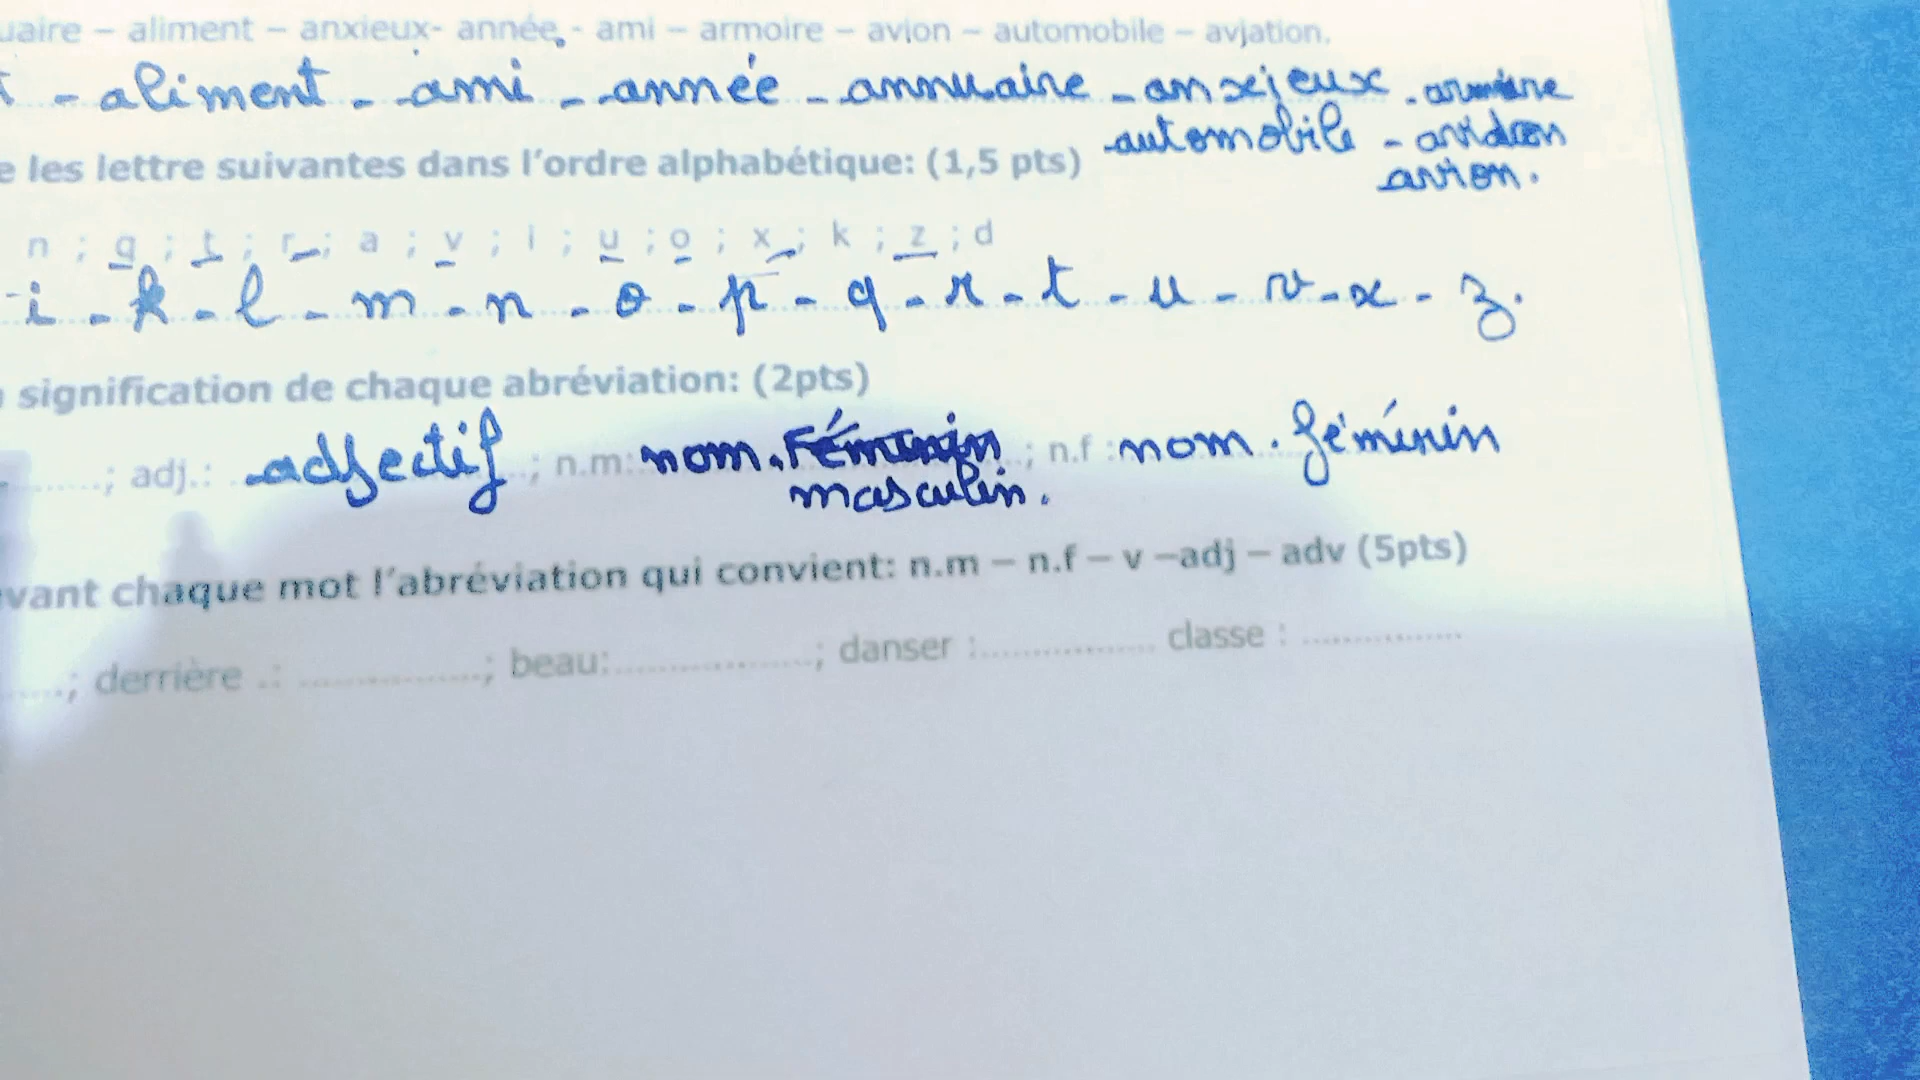 uaire – aliment – anxieux- année - ami – armoire – avion – automobile – aviation.
t - aliment - ami - année - annuaire - anxieux - armoire
automobile - aviation
avion.
e les lettre suivantes dans l'ordre alphabétique: (1,5 pts)
n ; q ; t ; r ; a ; v ; i ; u ; o ; x ; k ; z ; d
- i - k - l - m - n - o - p - q - r - t - u - v - x - z.
signification de chaque abréviation: (2pts)
......; adj.: adjectif ...; n.m: nom. Féminin ...; n.f : nom. féminin
masculin.
vant chaque mot l'abréviation qui convient: n.m – n.f – v –adj – adv (5pts)
.....; derrière .: ................; beau:..................; danser :................ classe : ...............